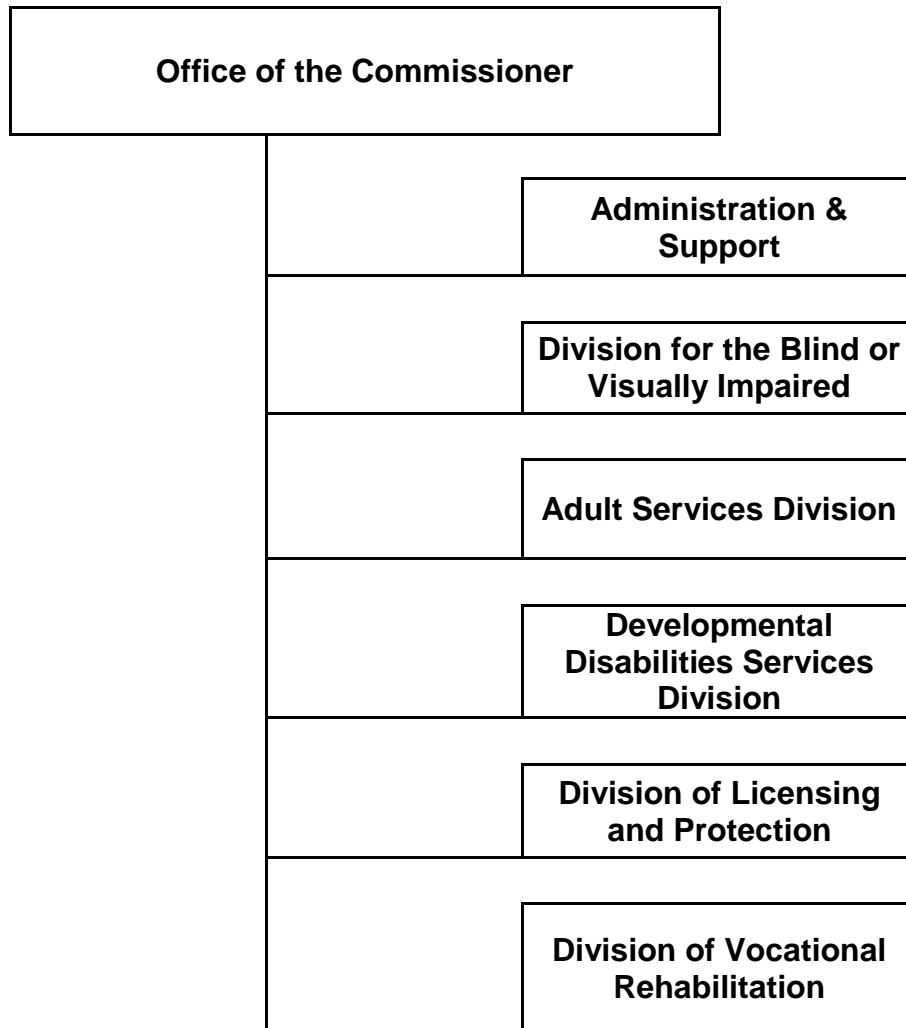 Office of the Commissioner
Administration &
Support
Division for the Blind or
Visually Impaired
Adult Services Division
Developmental
Disabilities Services
Division
Division of Licensing
and Protection
Division of Vocational
Rehabilitation